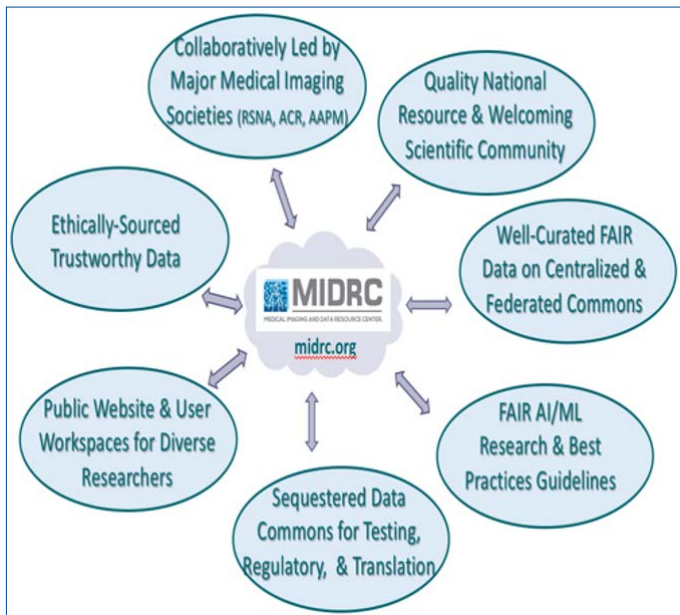 Collaboratively Led by
Major Medical Imaging
Societies (RSNA, ACR, AAPM)
Quality National
Resource & Welcoming
Scientific Community
Ethically-Sourced
Trustworthy Data
Well-Curated FAIR
Data on Centralized &
Federated Commons
MIDRC
MEDICAL IMAGING AND DATA RESOURCE CENTER.
midrc.org
Public Website & User
Workspaces for Diverse
Researchers
FAIR AI/ML
Research & Best
Practices Guidelines
Sequestered Data
Commons for Testing,
Regulatory, & Translation